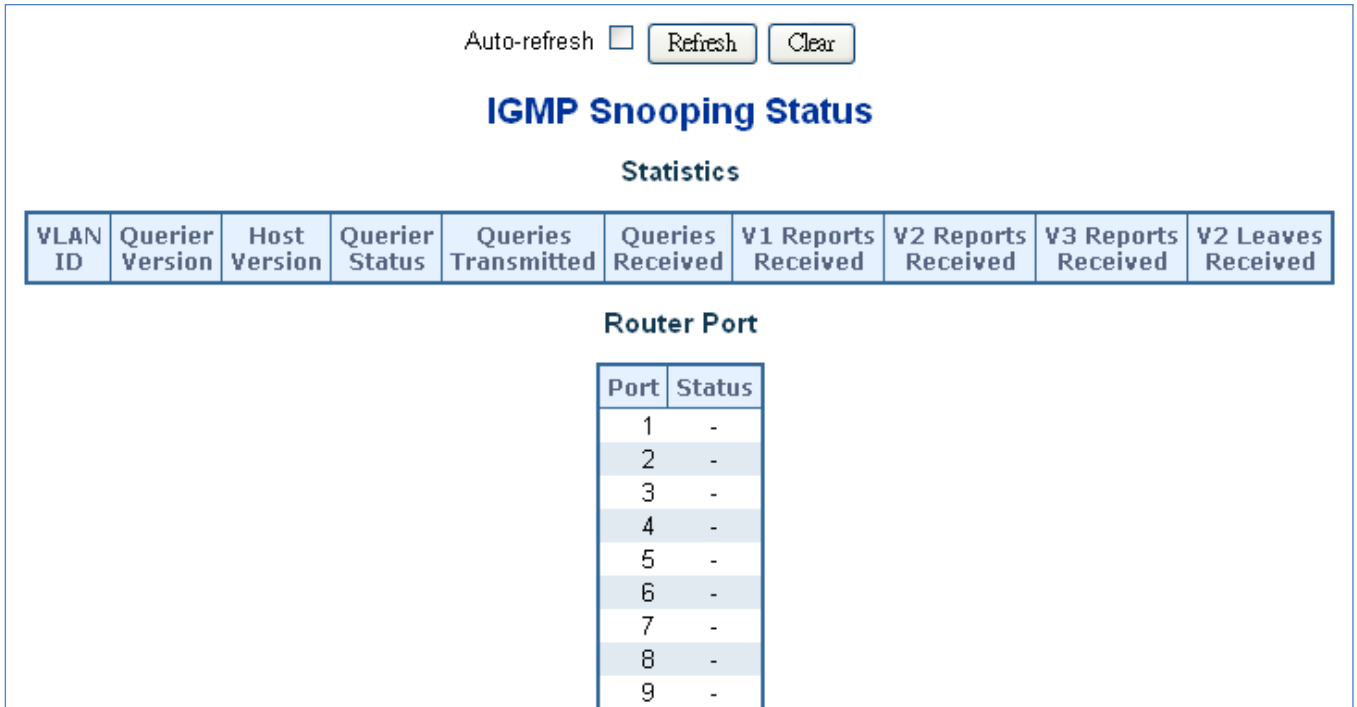 Auto-refresh Refresh Clear
IGMP Snooping Status
Statistics
VLAN ID Querier Version Host Version Querier Status Queries Transmitted Queries Received V1 Reports Received V2 Reports Received V3 Reports Received V2 Leaves Received
Router Port
Port Status
1 -
2 -
3 -
4 -
5 -
6 -
7 -
8 -
9 -